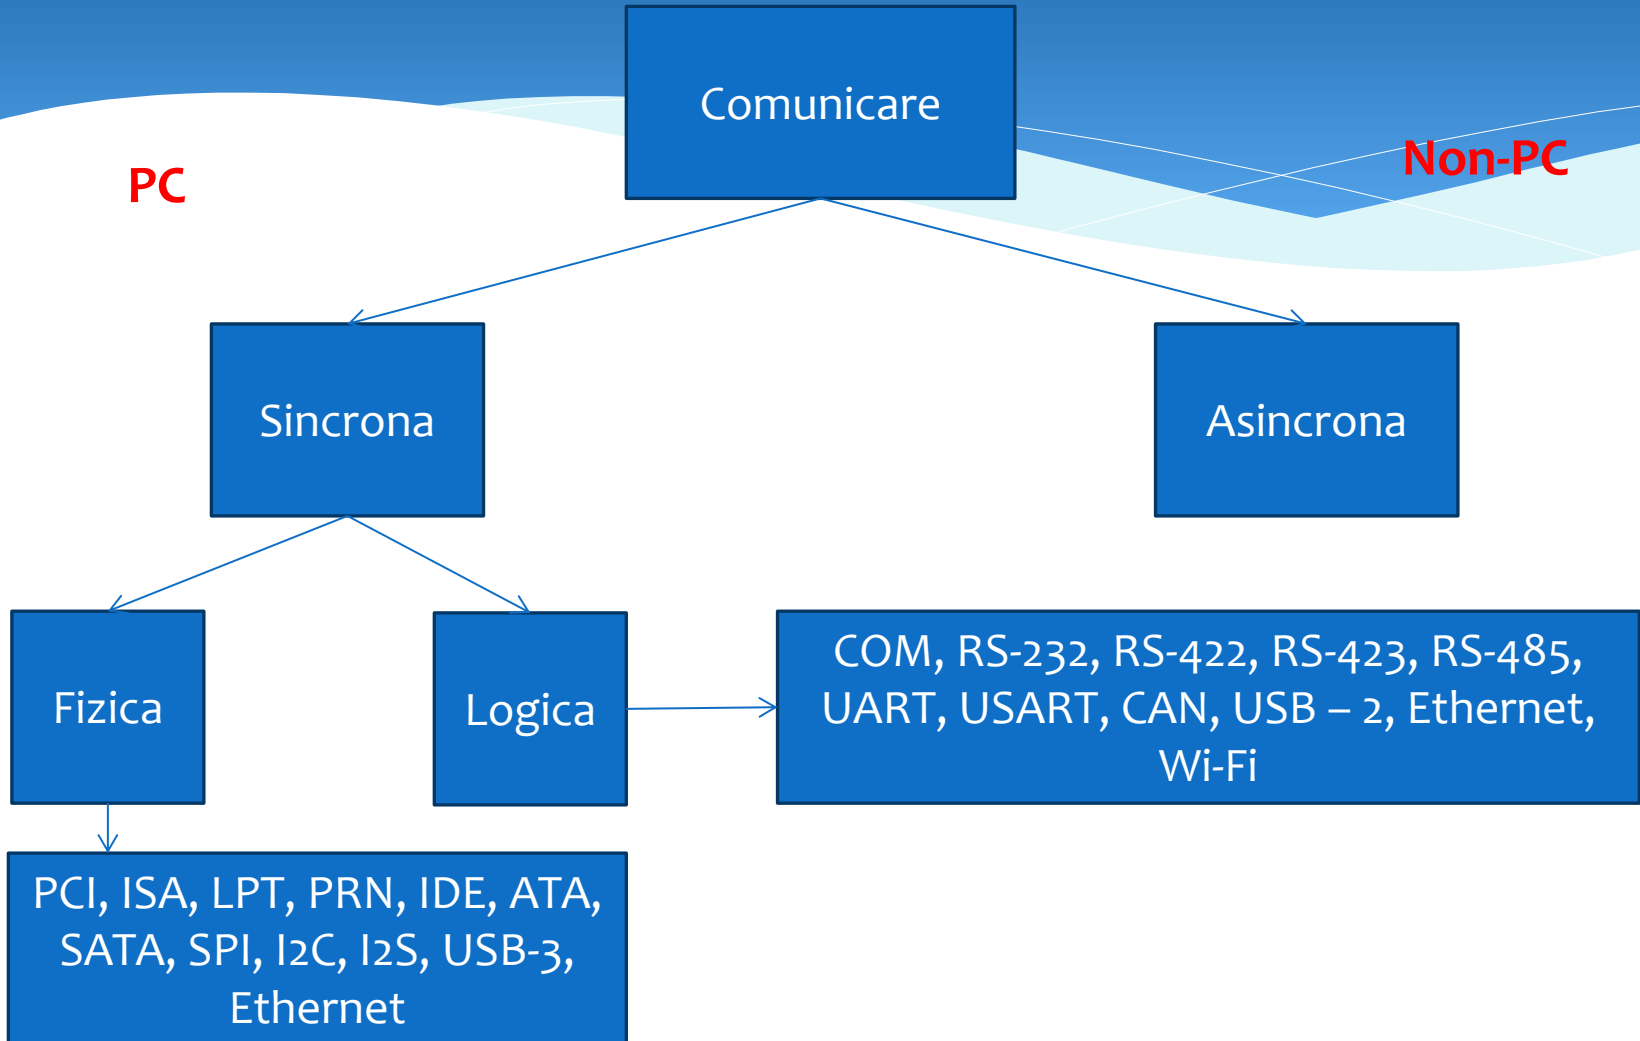 Comunicare
PC
Non-PC
Sincrona
Asincrona
Fizica
Logica
COM, RS-232, RS-422, RS-423, RS-485,
UART, USART, CAN, USB – 2, Ethernet,
Wi-Fi
PCI, ISA, LPT, PRN, IDE, ATA,
SATA, SPI, I2C, I2S, USB-3,
Ethernet